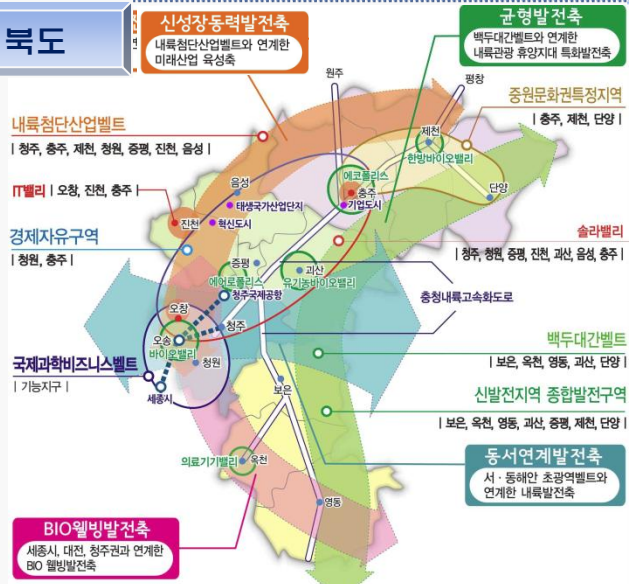 북도
신성장동력발전축
내륙첨단산업벨트와 연계한
미래산업 육성축
균형발전축
백두대간벨트와 연계한
내륙관광 휴양지대 특화발전축
원주
평창
중원문화권특정지역
| 충주, 제천, 단양 |
내륙첨단산업벨트
| 청주, 충주, 제천, 청원, 증평, 진천, 음성 |
제천
한방바이오밸리
에코폴리스
충주
기업도시
단양
음성
태생국가산업단지
IT밸리 | 오창, 진천, 충주 |
진천
혁신도시
솔라밸리
| 청주, 청원, 증평, 진천, 괴산, 음성, 충주 |
경제자유구역
| 청원, 충주 |
증평
에어로폴리스
청주국제공항
괴산
유기농바이오밸리
충청내륙고속화도로
오창
청주
오송
바이오밸리
청원
백두대간벨트
| 보은, 옥천, 영동, 괴산, 단양 |
국제과학비즈니스벨트
| 기능지구 |
세종시
보은
신발전지역 종합발전구역
| 보은, 옥천, 영동, 괴산, 증평, 제천, 단양 |
의료기기밸리
옥천
동서연계발전축
서 · 동해안 초광역벨트와
연계한 내륙발전축
영동
BIO웰빙발전축
세종시, 대전, 청주권과 연계한
BIO 웰빙발전축